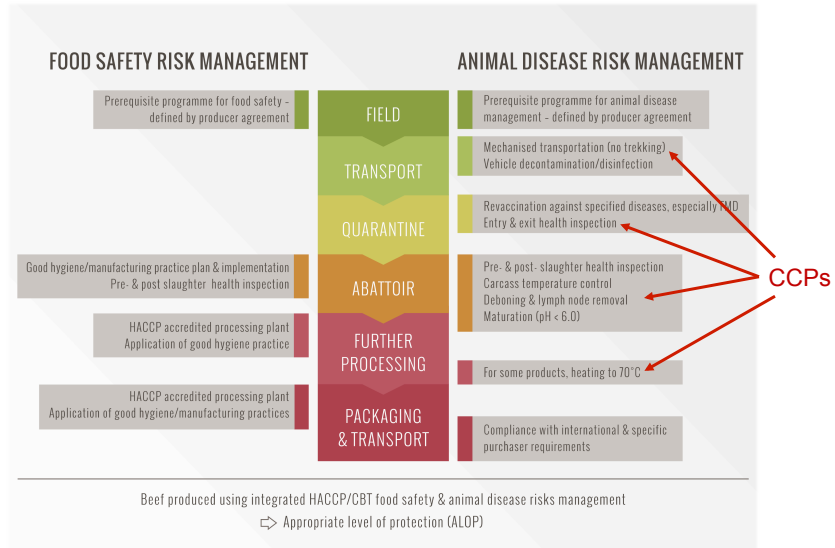 FOOD SAFETY RISK MANAGEMENT
ANIMAL DISEASE RISK MANAGEMENT
Prerequisite programme for food safety –
defined by producer agreement
FIELD
Prerequisite programme for animal disease
management – defined by producer agreement
TRANSPORT
Mechanised transportation (no trekking)
Vehicle decontamination/disinfection
QUARANTINE
Revaccination against specified diseases, especially FMD
Entry & exit health inspection
Good hygiene/manufacturing practice plan & implementation
Pre- & post slaughter health inspection
ABATTOIR
Pre- & post- slaughter health inspection
Carcass temperature control
Deboning & lymph node removal
Maturation (pH < 6.0)
CCPs
HACCP accredited processing plant
Application of good hygiene practice
FURTHER
PROCESSING
For some products, heating to 70°C
HACCP accredited processing plant
Application of good hygiene/manufacturing practices
PACKAGING
& TRANSPORT
Compliance with international & specific
purchaser requirements
Beef produced using integrated HACCP/CBT food safety & animal disease risks management
⇨ Appropriate level of protection (ALOP)